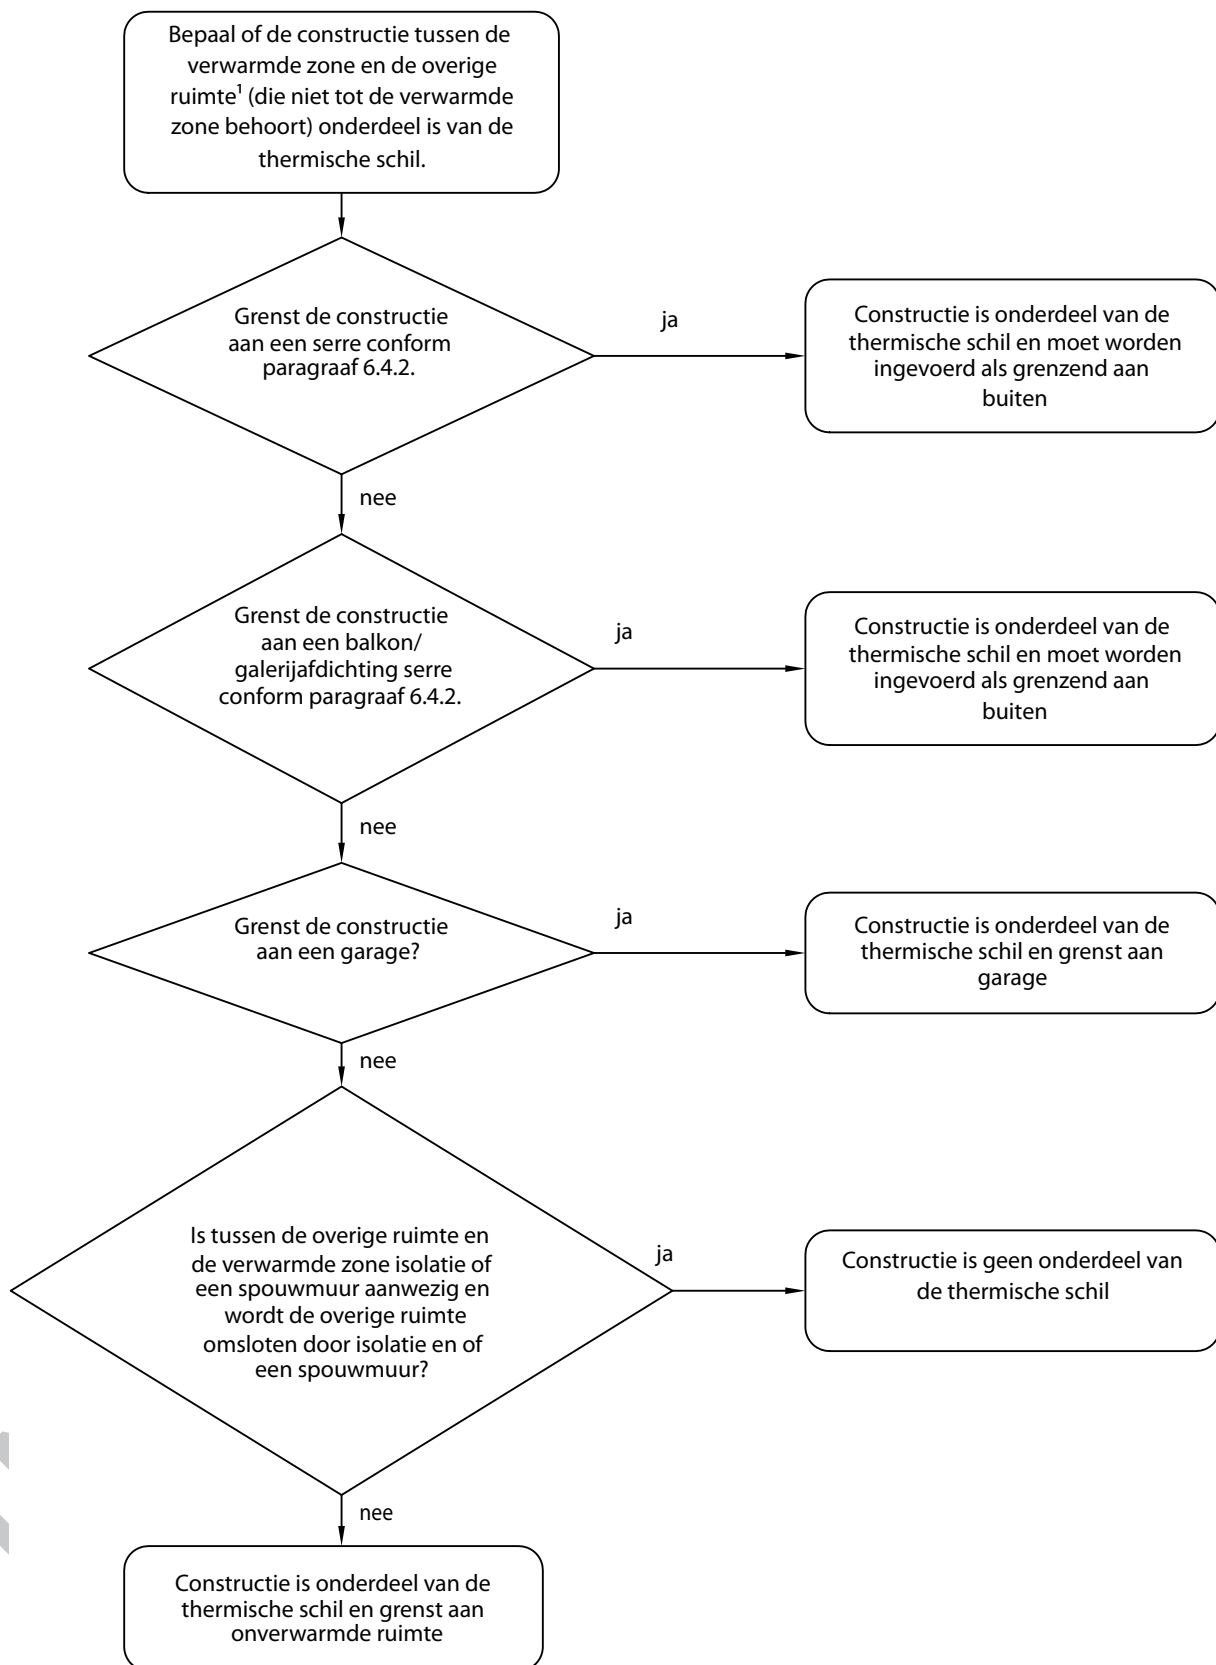 Bepaal of de constructie tussen de
verwarmde zone en de overige
ruimte¹ (die niet tot de verwarmde
zone behoort) onderdeel is van de
thermische schil.
Grenst de constructie
aan een serre conform
paragraaf 6.4.2.
ja
Constructie is onderdeel van de
thermische schil en moet worden
ingevoerd als grenzend aan
buiten
nee
Grenst de constructie
aan een balkon/
galerijafdichting serre
conform paragraaf 6.4.2.
ja
Constructie is onderdeel van de
thermische schil en moet worden
ingevoerd als grenzend aan
buiten
nee
Grenst de constructie
aan een garage?
ja
Constructie is onderdeel van de
thermische schil en grenst aan
garage
nee
Is tussen de overige ruimte en
de verwarmde zone isolatie of
een spouwmuur aanwezig en
wordt de overige ruimte
omsloten door isolatie en of
een spouwmuur?
ja
Constructie is geen onderdeel van
de thermische schil
nee
Constructie is onderdeel van de
thermische schil en grenst aan
onverwarmde ruimte